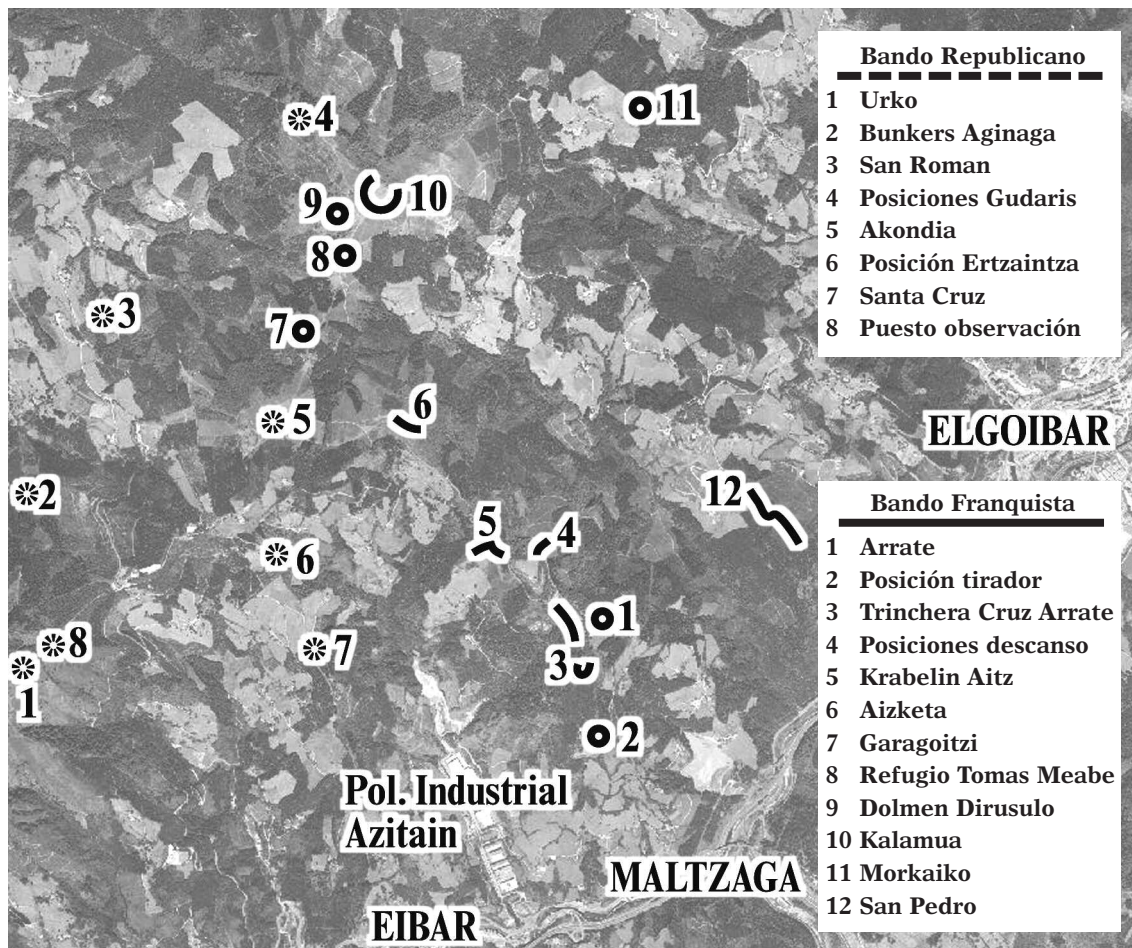 4
11
9
10
8
3
7
5
6
2
12
6
5
4
8
7
1
1
3
2
ELGOIBAR
Pol. Industrial
Azitain
MALTZAGA
EIBAR
Bando Republicano
1 Urko
2 Bunkers Aginaga
3 San Roman
4 Posiciones Gudaris
5 Akondia
6 Posición Ertzaintza
7 Santa Cruz
8 Puesto observación
Bando Franquista
1 Arrate
2 Posición tirador
3 Trinchera Cruz Arrate
4 Posiciones descanso
5 Krabelin Aitz
6 Aizketa
7 Garagoitzi
8 Refugio Tomas Meabe
9 Dolmen Dirusulo
10 Kalamua
11 Morkaiko
12 San Pedro